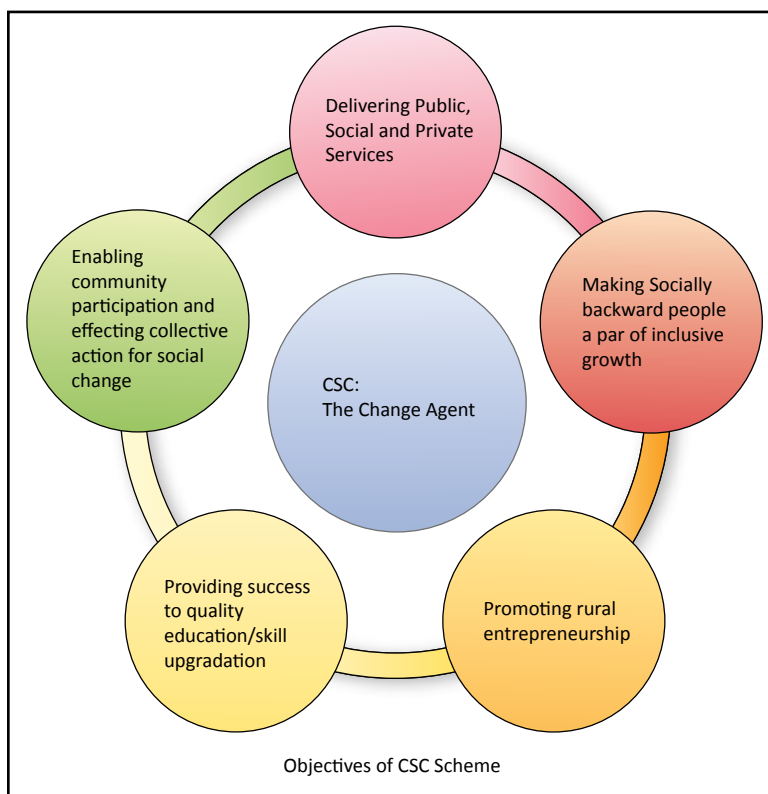 Delivering Public,
Social and Private
Services
Making Socially
backward people
a par of inclusive
growth
Promoting rural
entrepreneurship
Providing success
to quality
education/skill
upgradation
Enabling
community
participation and
effecting collective
action for social
change
CSC:
The Change Agent
Objectives of CSC Scheme